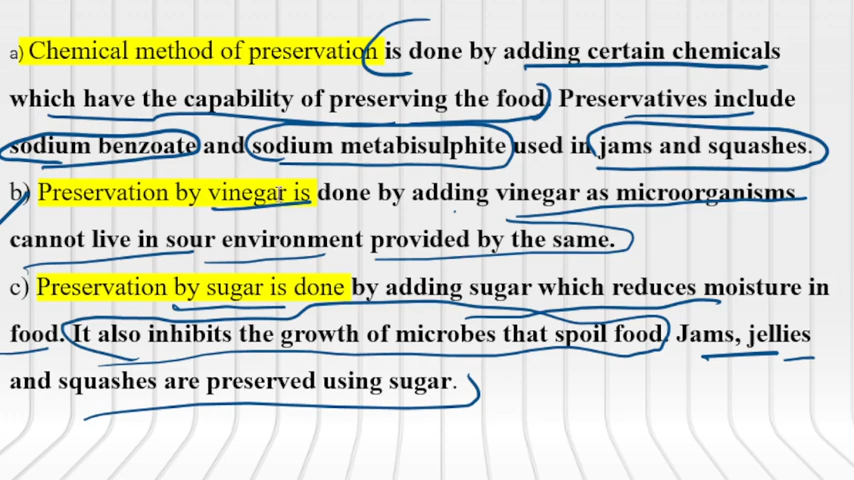 a) Chemical method of preservation is done by adding certain chemicals
which have the capability of preserving the food. Preservatives include
sodium benzoate and sodium metabisulphite used in jams and squashes.
b) Preservation by vinegar is done by adding vinegar as microorganisms
cannot live in sour environment provided by the same.
c) Preservation by sugar is done by adding sugar which reduces moisture in
food. It also inhibits the growth of microbes that spoil food. Jams, jellies
and squashes are preserved using sugar.